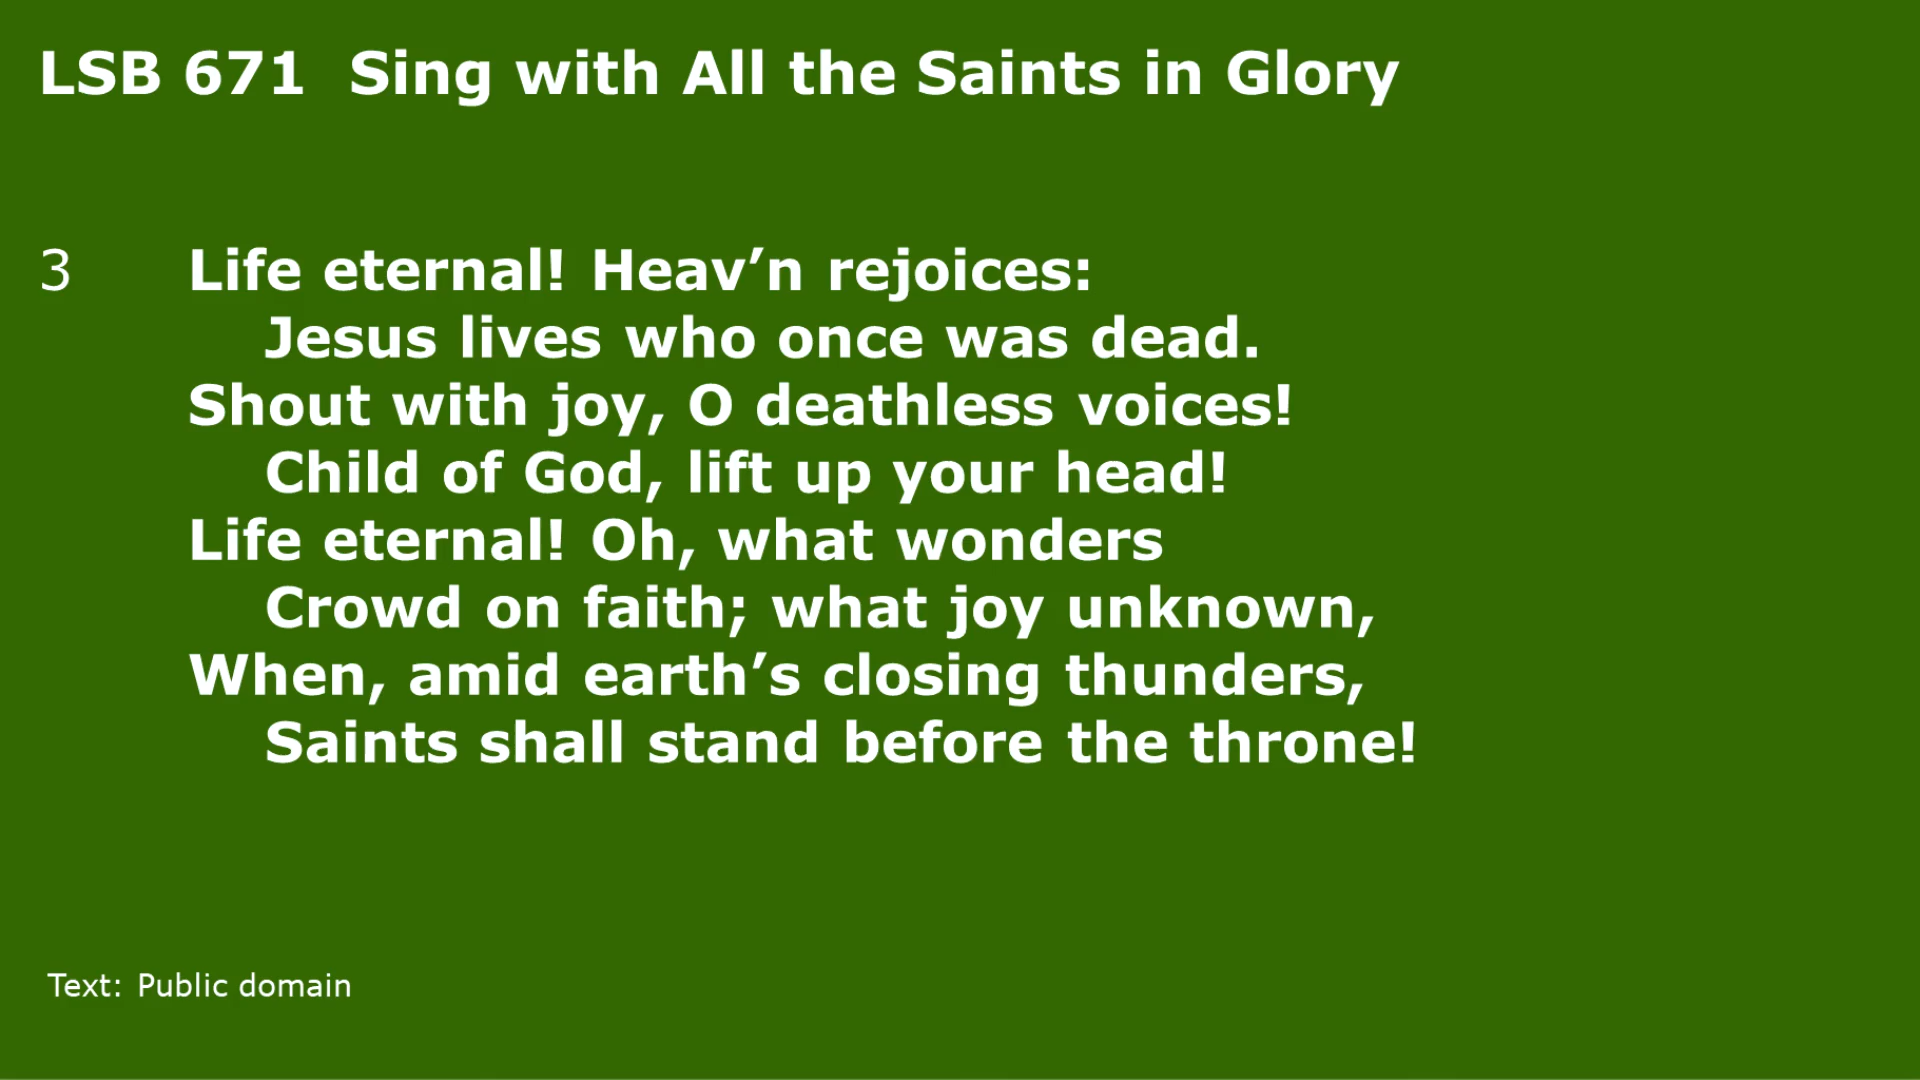 LSB 671 Sing with All the Saints in Glory
3 Life eternal! Heav’n rejoices:
Jesus lives who once was dead.
Shout with joy, O deathless voices!
Child of God, lift up your head!
Life eternal! Oh, what wonders
Crowd on faith; what joy unknown,
When, amid earth’s closing thunders,
Saints shall stand before the throne!
Text: Public domain